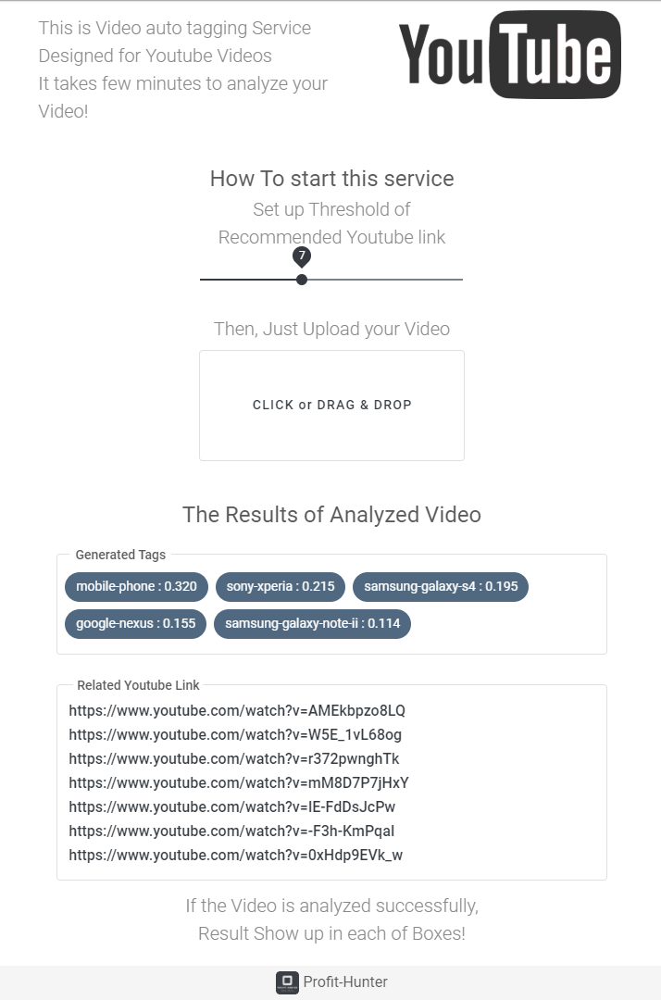 This is Video auto tagging Service
Designed for Youtube Videos
It takes few minutes to analyze your
Video!
YouTube
How To start this service
Set up Threshold of
Recommended Youtube link
7
Then, Just Upload your Video
CLICK or DRAG & DROP
The Results of Analyzed Video
Generated Tags
mobile-phone : 0.320 sony-xperia : 0.215 samsung-galaxy-s4 : 0.195
google-nexus : 0.155 samsung-galaxy-note-ii : 0.114
Related Youtube Link
https://www.youtube.com/watch?v=AMEkbpzo8LQ
https://www.youtube.com/watch?v=W5E_1vL68og
https://www.youtube.com/watch?v=r372pwnghTk
https://www.youtube.com/watch?v=mM8D7P7jHxY
https://www.youtube.com/watch?v=IE-FdDsJcPw
https://www.youtube.com/watch?v=-F3h-KmPqaI
https://www.youtube.com/watch?v=0xHdp9EVk_w
If the Video is analyzed successfully,
Result Show up in each of Boxes!
Profit-Hunter